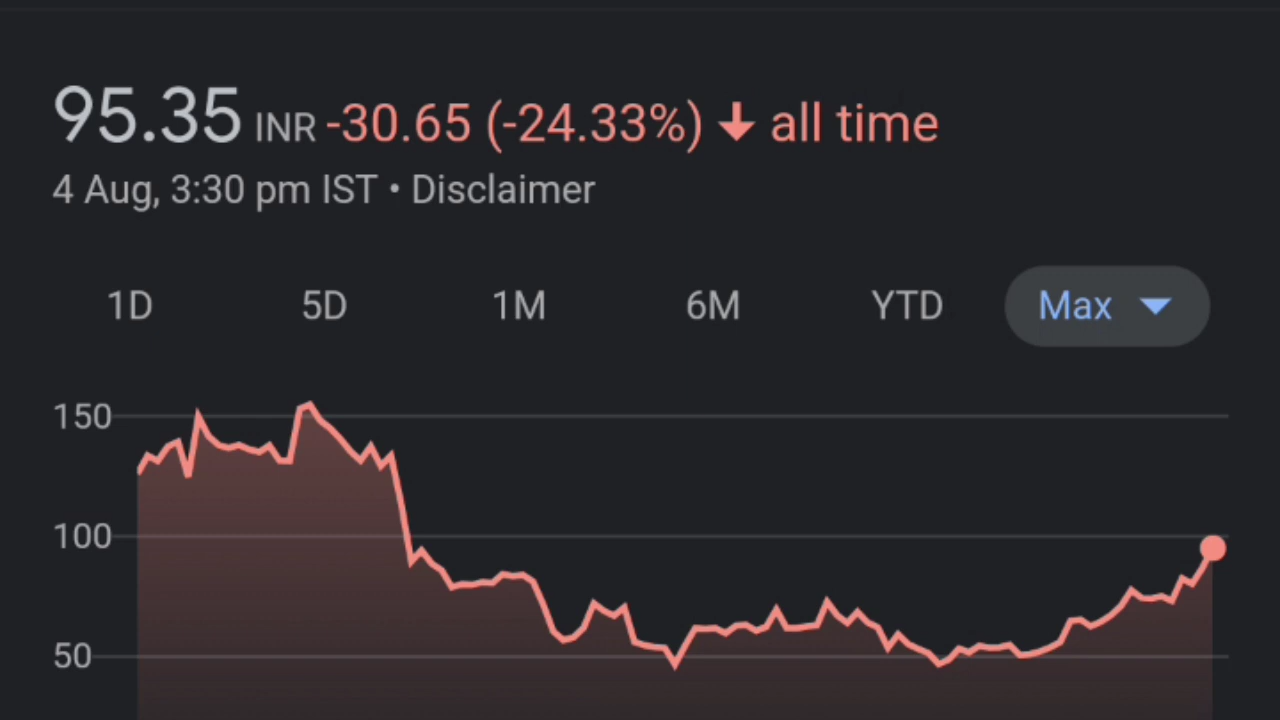 95.35 INR -30.65 (-24.33%) ↓ all time
4 Aug, 3:30 pm IST • Disclaimer
1D 5D 1M 6M YTD Max
150
100
50